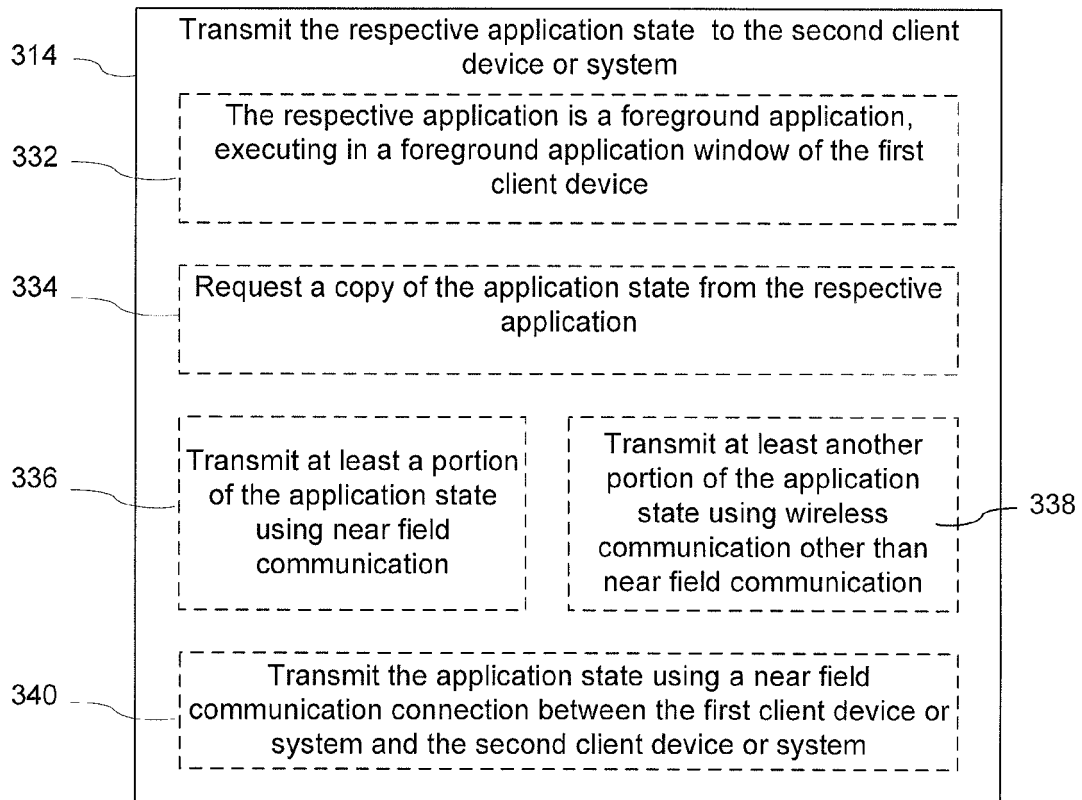 314
Transmit the respective application state to the second client
device or system
332
The respective application is a foreground application,
executing in a foreground application window of the first
client device
334
Request a copy of the application state from the respective
application
336
Transmit at least a portion
of the application state
using near field
communication
Transmit at least another
portion of the application
state using wireless
communication other than
near field communication
338
340
Transmit the application state using a near field
communication connection between the first client device or
system and the second client device or system